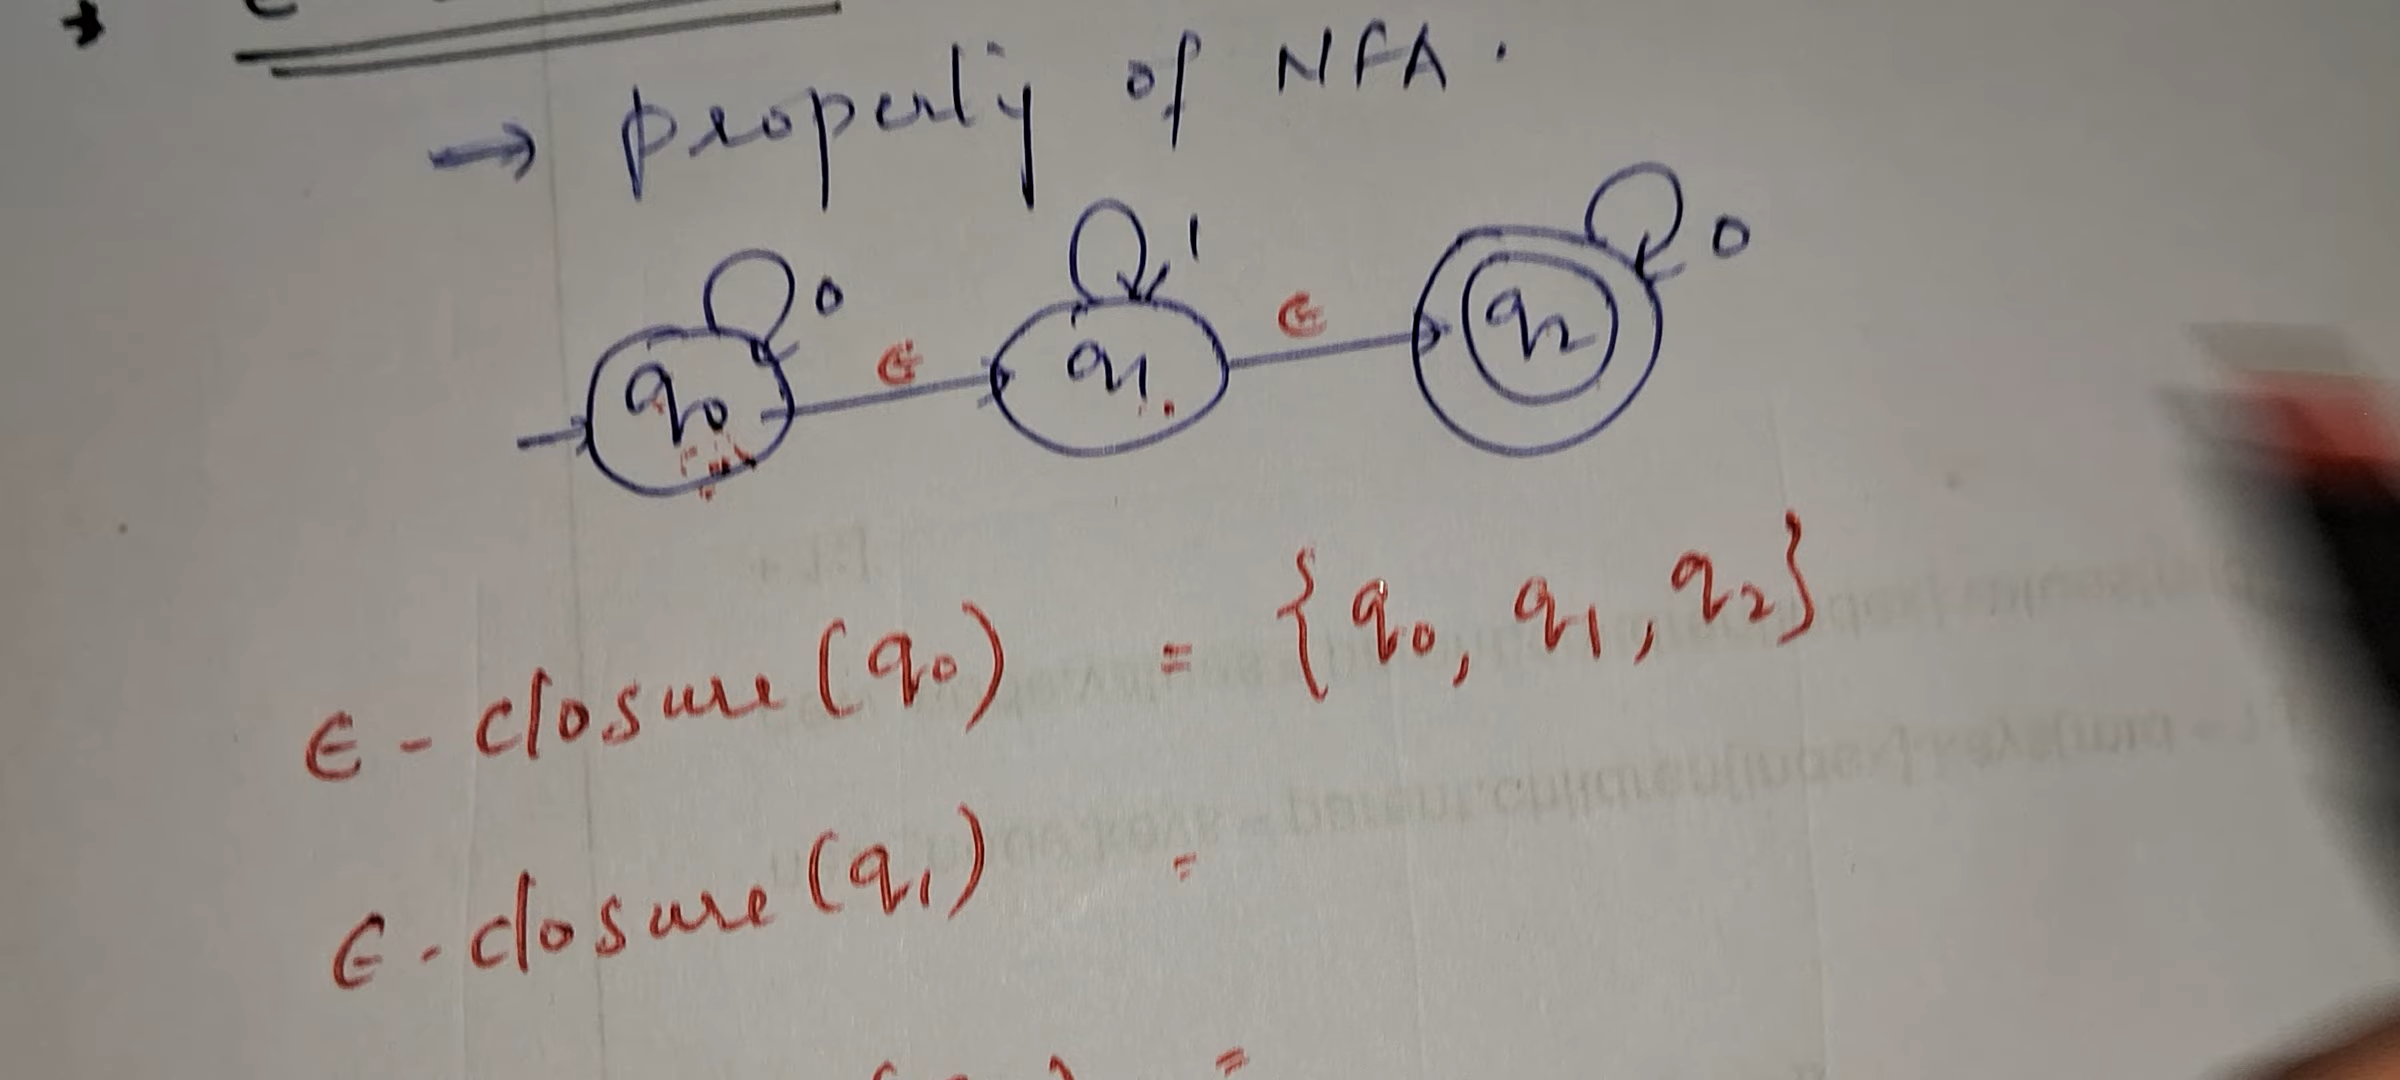 → property of NFA.
0 1 0
→ q0 ϵ q1 ϵ q2
ϵ - closure (q0) = {q0, q1, q2}
ϵ - closure (q1) =
=